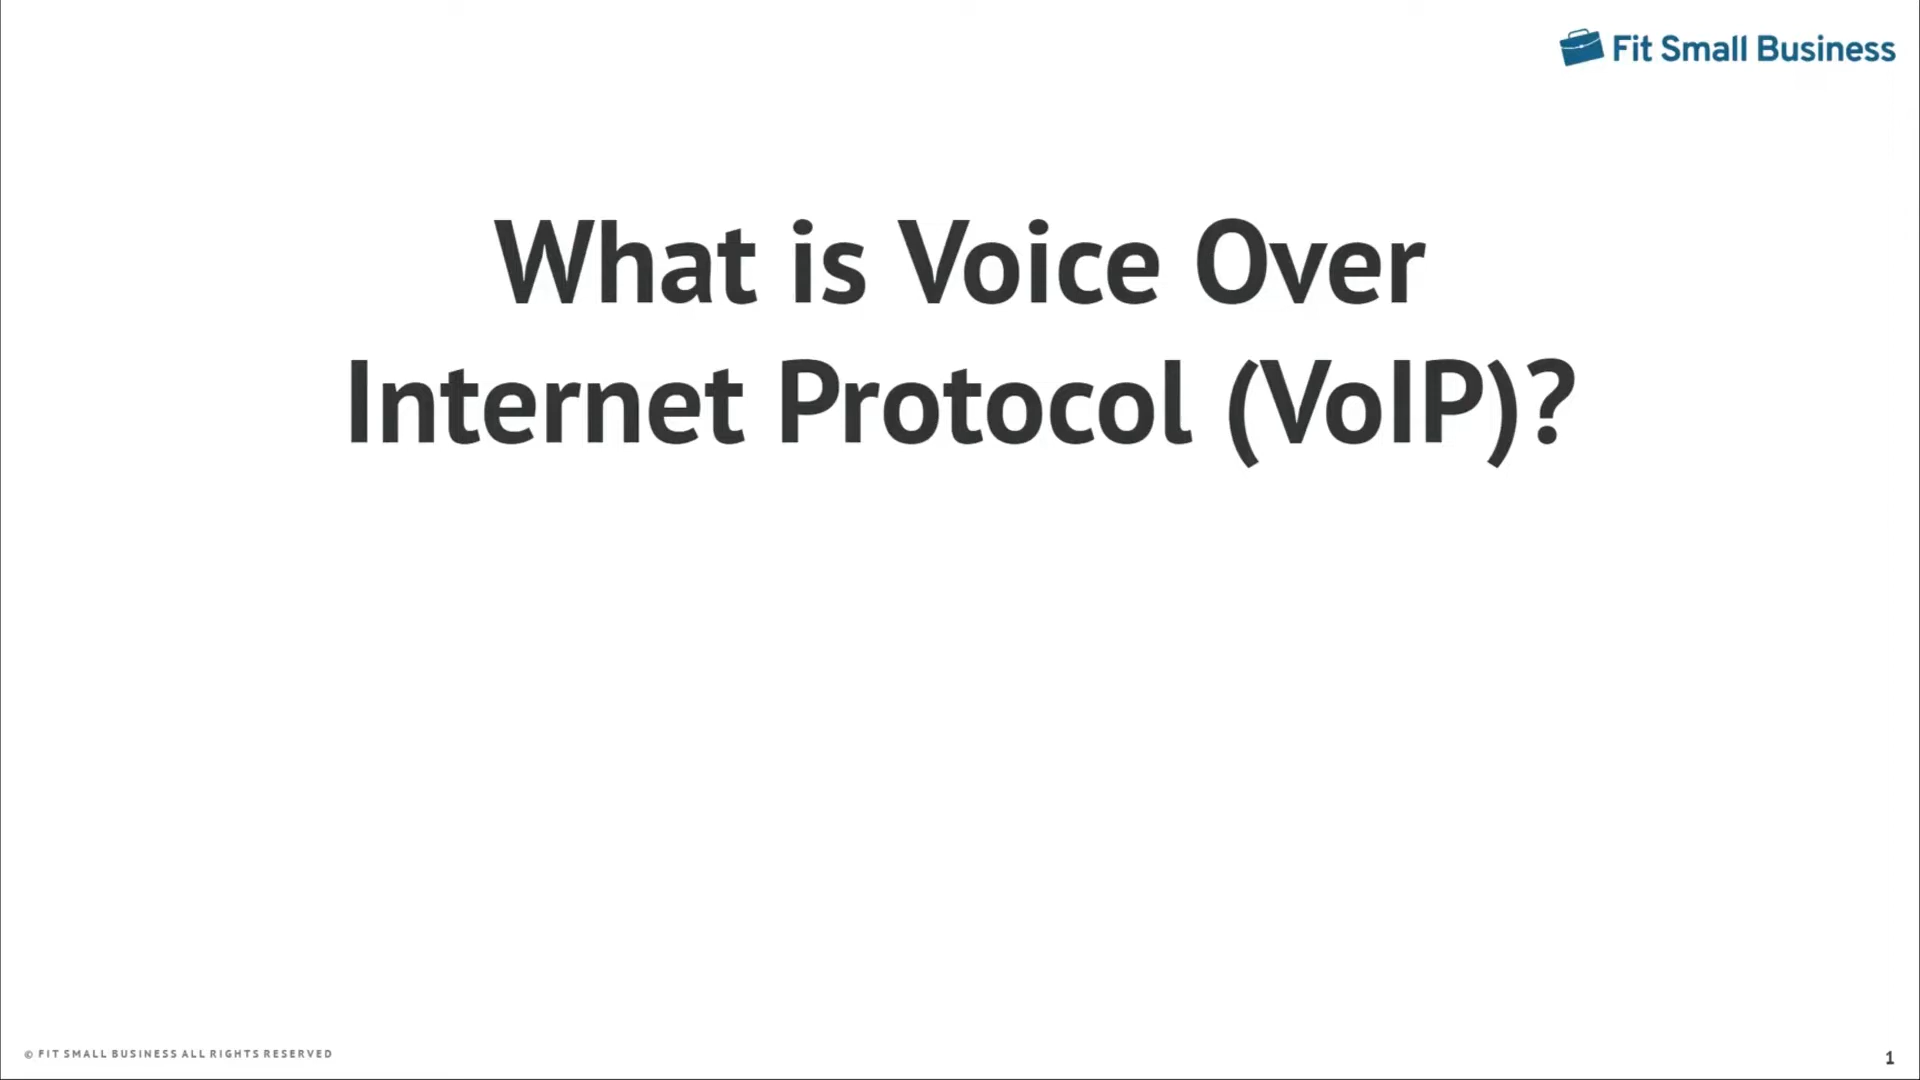 Fit Small Business
What is Voice Over
Internet Protocol (VoIP)?
© FIT SMALL BUSINESS ALL RIGHTS RESERVED
1